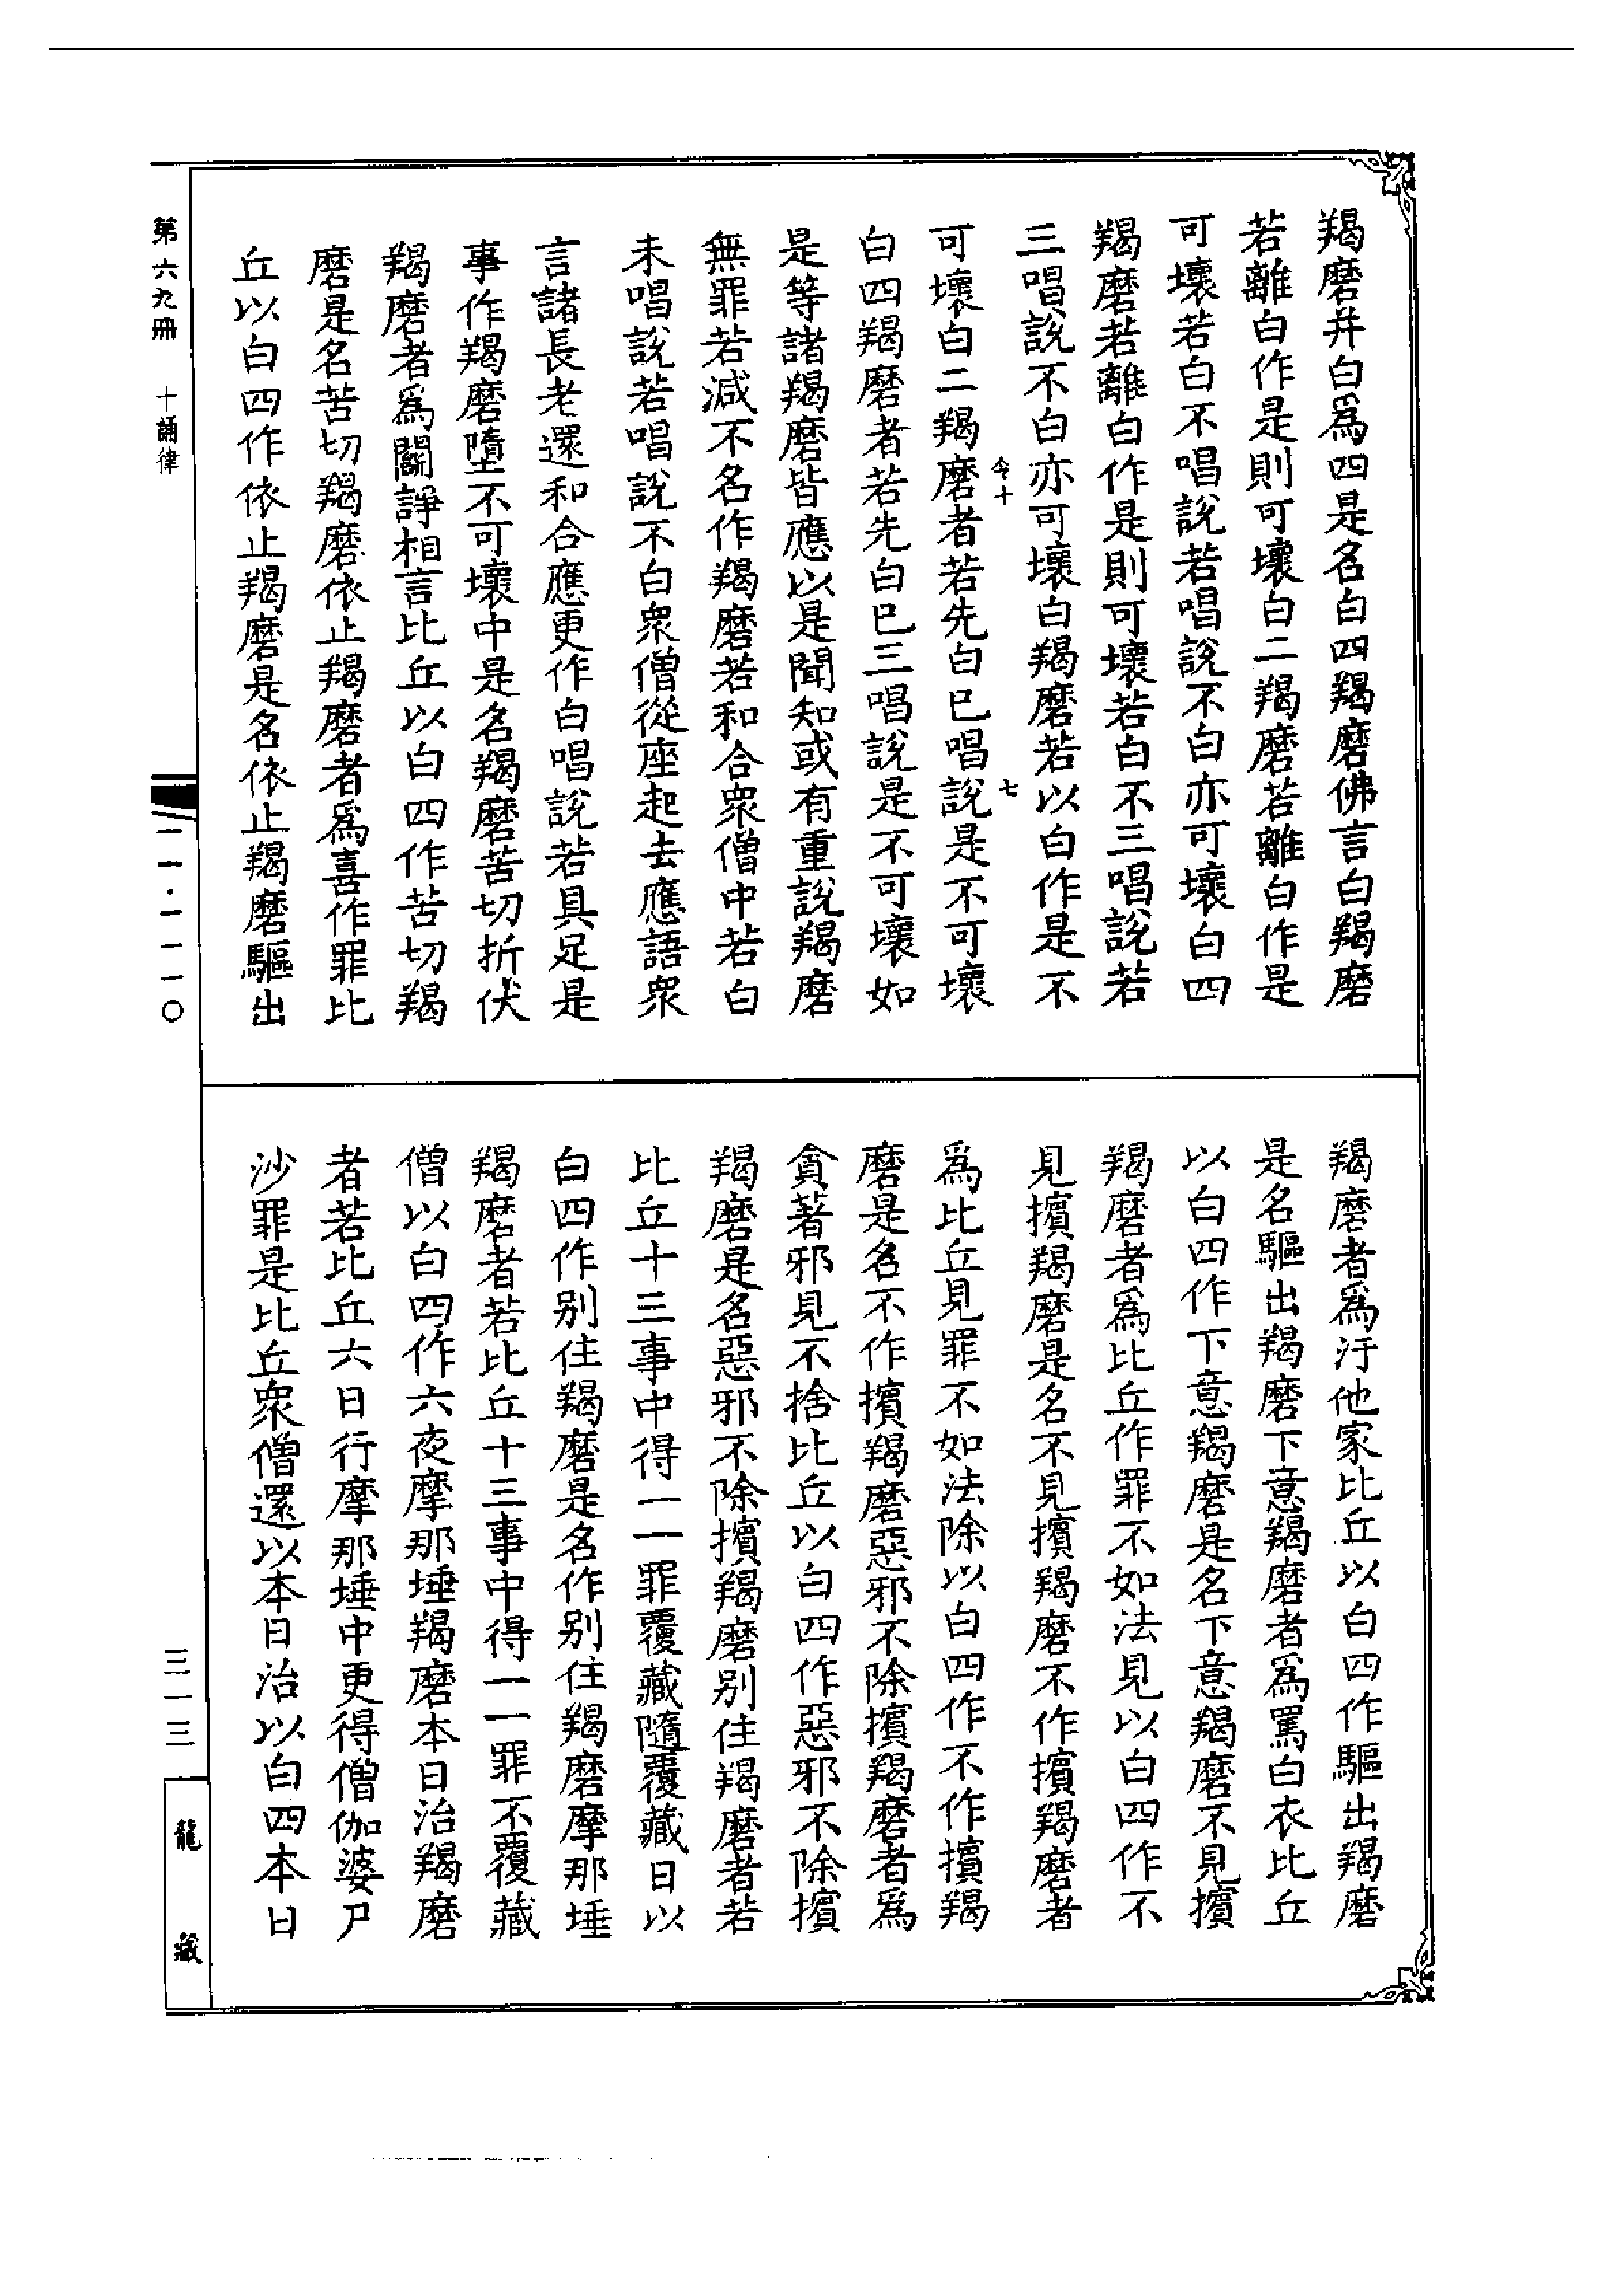 羯磨并白爲四是名白四羯磨佛言白羯磨
若離白作是則可壞白二羯磨若離白作是
可壞若白不唱說若唱說不白亦可壞白四
羯磨若離白作是則可壞若白不三唱說若
三唱說不白亦可壞白羯磨若以白作是不
令十 七
可壞白二羯磨者若先白已唱說是不可壞
白四羯磨者若先白已三唱說是不可壞如
是等諸羯磨皆應以是聞知或有重說羯磨
無罪若減不名作羯磨若和合衆僧中若白
未唱說若唱說不白衆僧從座起去應語衆
言諸長老還和合應更作白唱說若具足是
事作羯磨墮不可壞中是名羯磨苦切折伏
羯磨者爲鬭諍相言比丘以白四作苦切羯
磨是名苦切羯磨依止羯磨者爲喜作罪比
丘以白四作依止羯磨是名依止羯磨驅出
羯磨者爲汙他家比丘以白四作驅出羯磨
是名驅出羯磨下意羯磨者爲罵白衣比丘
以白四作下意羯磨是名下意羯磨不見擯
羯磨者爲比丘作罪不如法見以白四作不
見擯羯磨是名不見擯羯磨不作擯羯磨者
爲比丘見罪不如法除以白四作不作擯羯
磨是名不作擯羯磨惡邪不除擯羯磨者爲
貪著邪見不捨比丘以白四作惡邪不除擯
羯磨是名惡邪不除擯羯磨別住羯磨者若
比丘十三事中得一一罪覆藏隨覆藏日以
白四作別住羯磨是名作別住羯磨摩那埵
羯磨者若比丘十三事中得一一罪不覆藏
僧以白四作六夜摩那埵羯磨本日治羯磨
者若比丘六日行摩那埵中更得僧伽婆尸
沙罪是比丘衆僧還以本日治以白四本日
第六九冊 十誦律
一一·一一一〇
三一三
龍藏